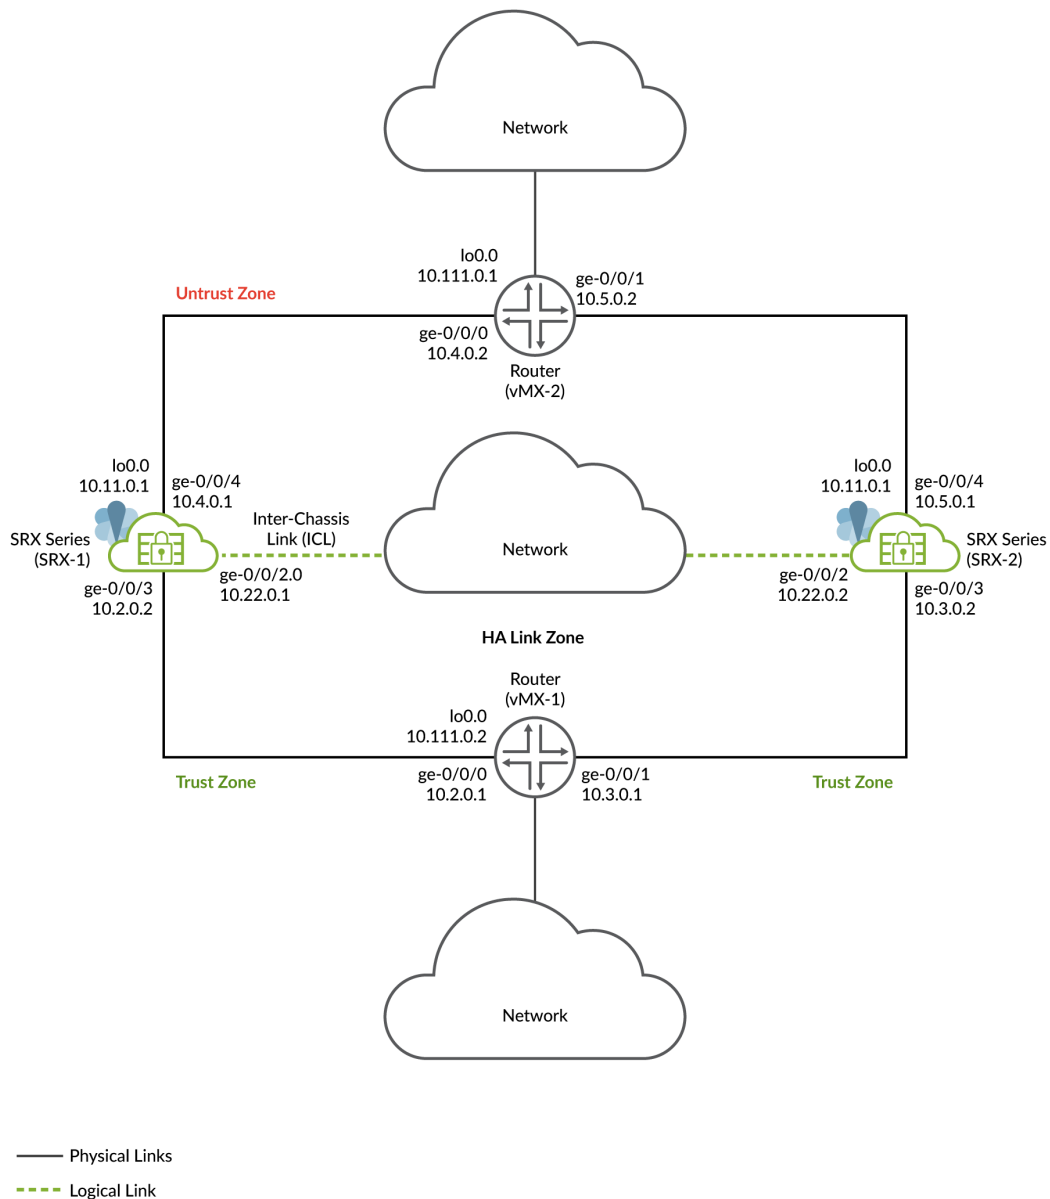 Network
lo0.0
10.111.0.1
ge-0/0/1
10.5.0.2
Untrust Zone
ge-0/0/0
10.4.0.2
Router
(vMX-2)
lo0.0
10.11.0.1
ge-0/0/4
10.4.0.1
SRX Series
(SRX-1)
Inter-Chassis
Link (ICL)
ge-0/0/2.0
10.22.0.1
ge-0/0/3
10.2.0.2
Network
lo0.0
10.11.0.1
ge-0/0/4
10.5.0.1
SRX Series
(SRX-2)
ge-0/0/2
10.22.0.2
ge-0/0/3
10.3.0.2
HA Link Zone
Router
(vMX-1)
lo0.0
10.111.0.2
ge-0/0/0
10.2.0.1
ge-0/0/1
10.3.0.1
Trust Zone
Trust Zone
Network
Physical Links
Logical Link